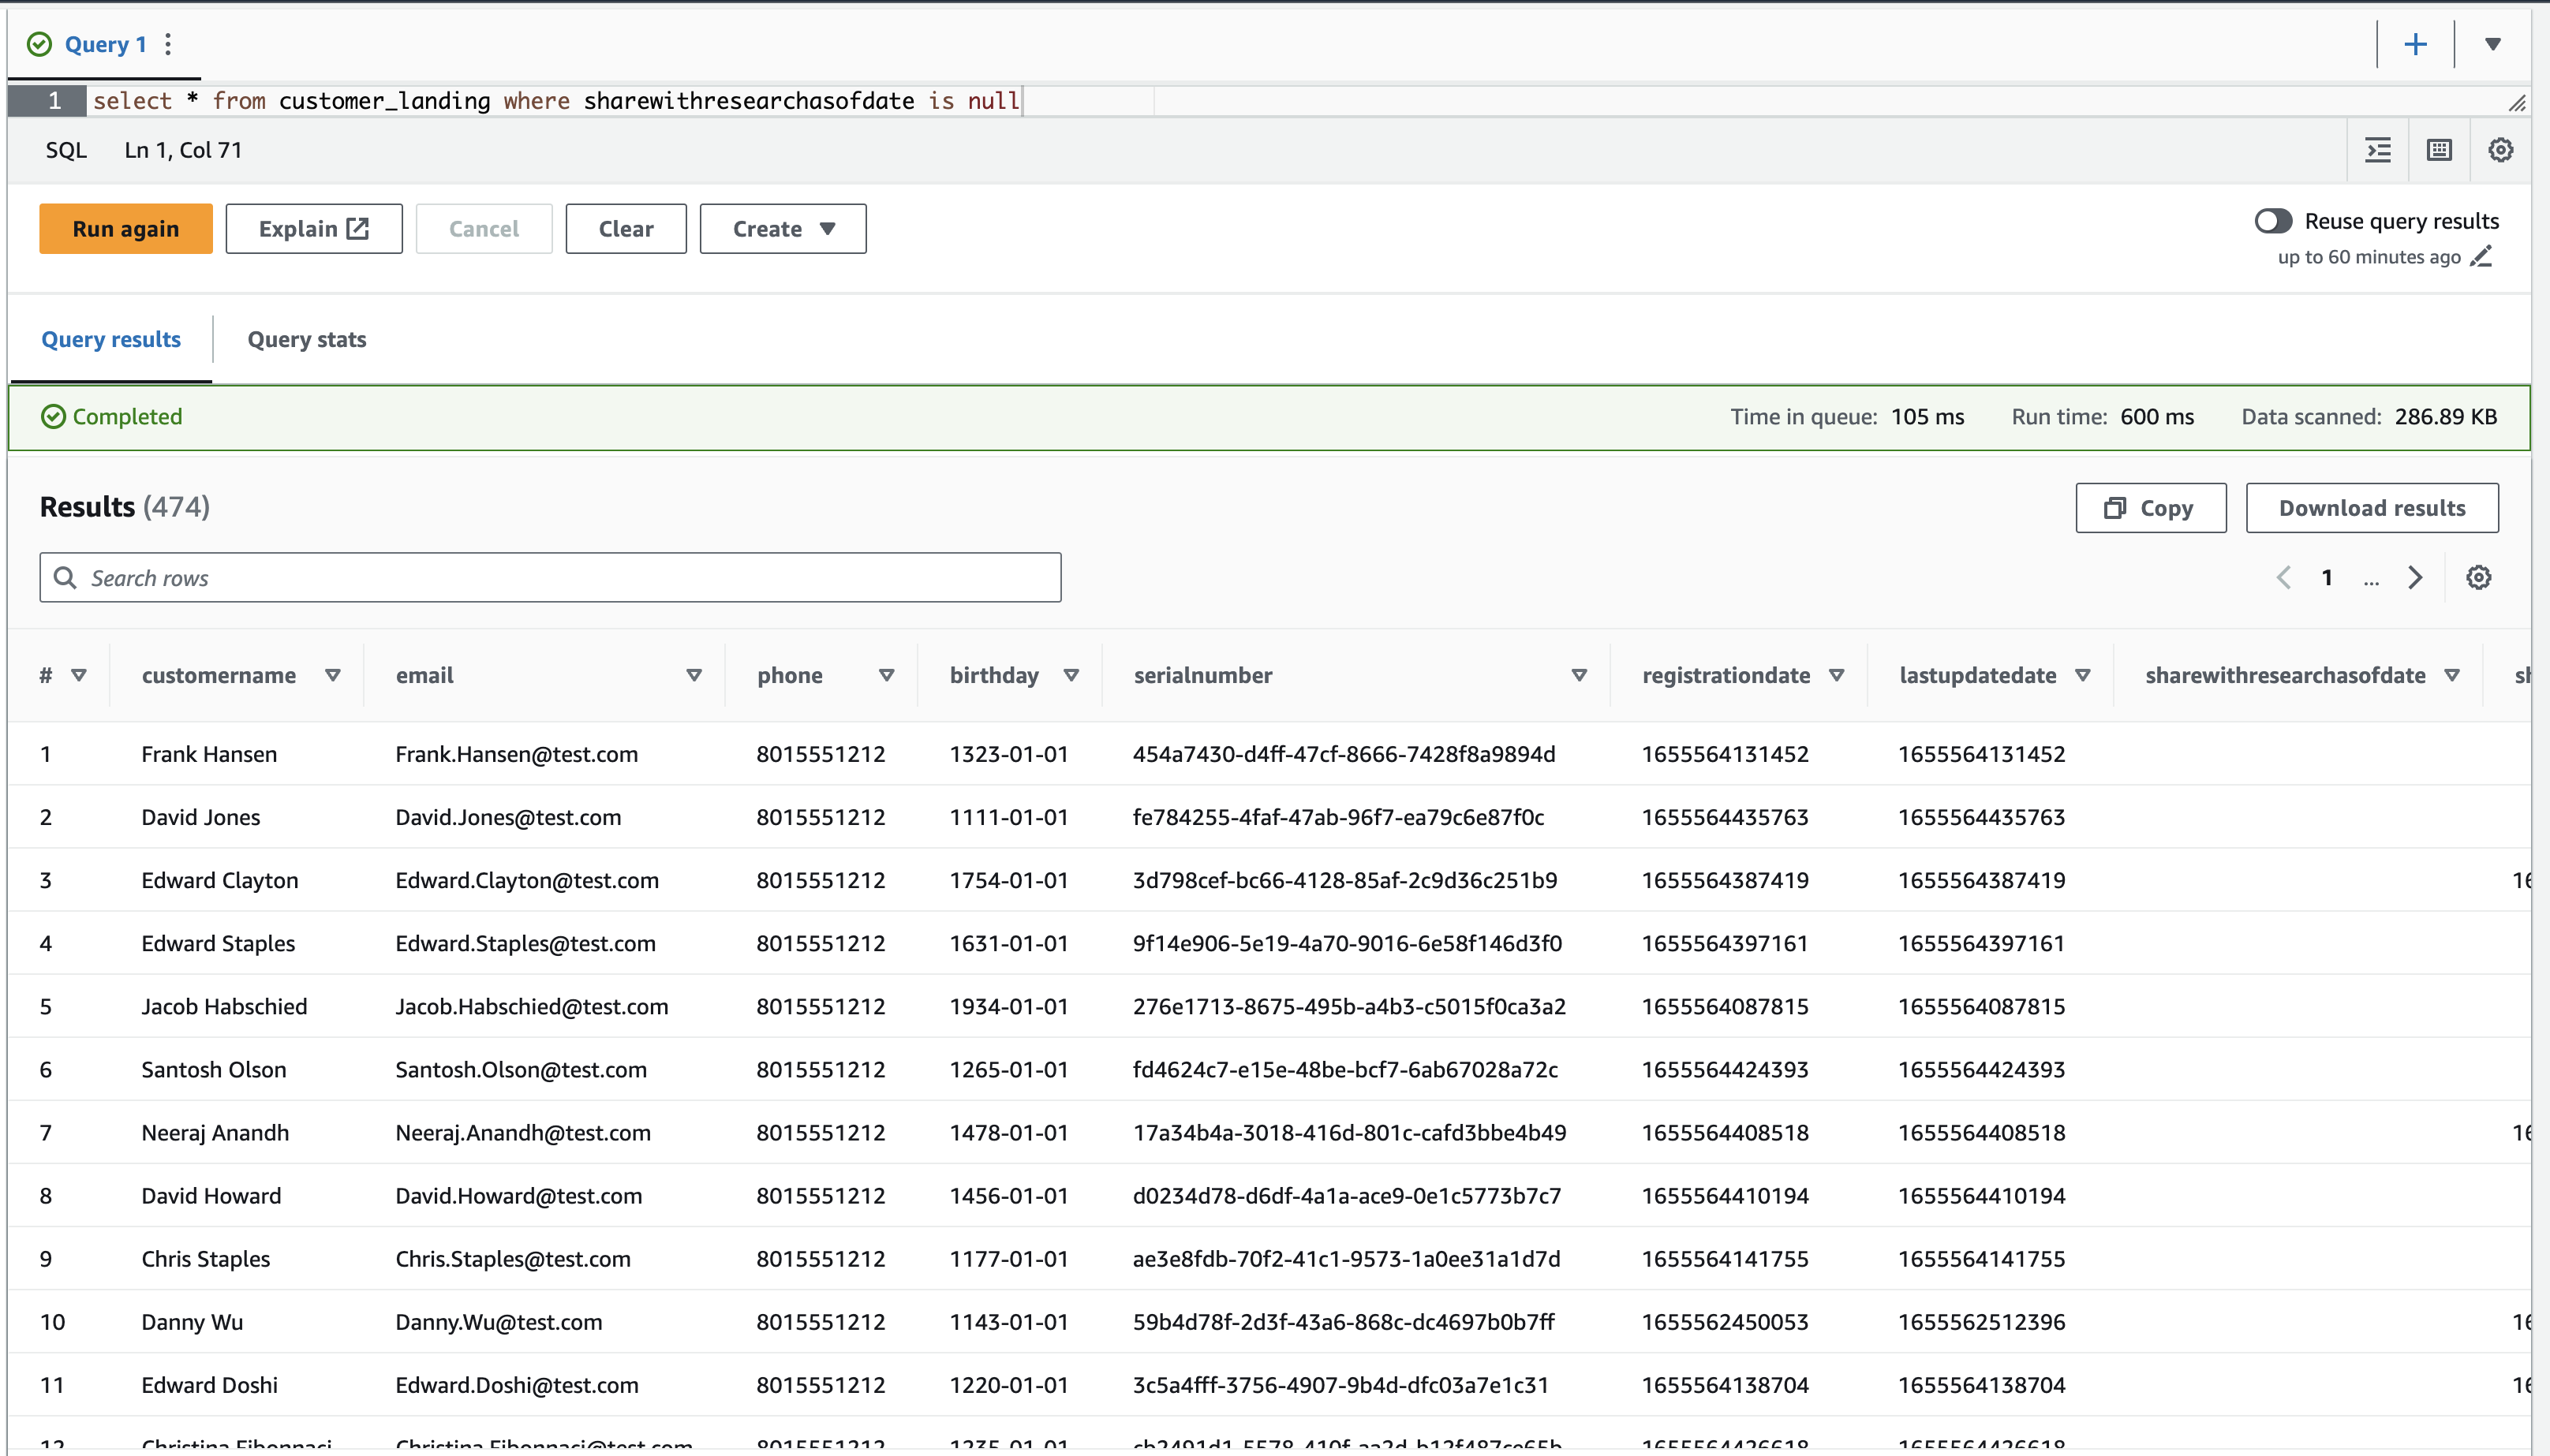 Query 1
1 select * from customer_landing where sharewithresearchasofdate is null
SQL Ln 1, Col 71
Run again Explain Cancel Clear Create Reuse query results
up to 60 minutes ago
Query results Query stats
Completed Time in queue: 105 ms Run time: 600 ms Data scanned: 286.89 KB
Results (474) Copy Download results
Search rows 1 ...
# customername email phone birthday serialnumber registrationdate lastupdatedate sharewithresearchasofdate
1 Frank Hansen Frank.Hansen@test.com 8015551212 1323-01-01 454a7430-d4ff-47cf-8666-7428f8a9894d 1655564131452 1655564131452
2 David Jones David.Jones@test.com 8015551212 1111-01-01 fe784255-4faf-47ab-96f7-ea79c6e87f0c 1655564435763 1655564435763
3 Edward Clayton Edward.Clayton@test.com 8015551212 1754-01-01 3d798cef-bc66-4128-85af-2c9d36c251b9 1655564387419 1655564387419
4 Edward Staples Edward.Staples@test.com 8015551212 1631-01-01 9f14e906-5e19-4a70-9016-6e58f146d3f0 1655564397161 1655564397161
5 Jacob Habschied Jacob.Habschied@test.com 8015551212 1934-01-01 276e1713-8675-495b-a4b3-c5015f0ca3a2 1655564087815 1655564087815
6 Santosh Olson Santosh.Olson@test.com 8015551212 1265-01-01 fd4624c7-e15e-48be-bcf7-6ab67028a72c 1655564424393 1655564424393
7 Neeraj Anandh Neeraj.Anandh@test.com 8015551212 1478-01-01 17a34b4a-3018-416d-801c-cafd3bbe4b49 1655564408518 1655564408518
8 David Howard David.Howard@test.com 8015551212 1456-01-01 d0234d78-d6df-4a1a-ace9-0e1c5773b7c7 1655564410194 1655564410194
9 Chris Staples Chris.Staples@test.com 8015551212 1177-01-01 ae3e8fdb-70f2-41c1-9573-1a0ee31a1d7d 1655564141755 1655564141755
10 Danny Wu Danny.Wu@test.com 8015551212 1143-01-01 59b4d78f-2d3f-43a6-868c-dc4697b0b7ff 1655562450053 1655562512396
11 Edward Doshi Edward.Doshi@test.com 8015551212 1220-01-01 3c5a4fff-3756-4907-9b4d-dfc03a7e1c31 1655564138704 1655564138704
12 Christina Fibonnaci Christina.Fibonnaci@test.com 8015551212 1235-01-01